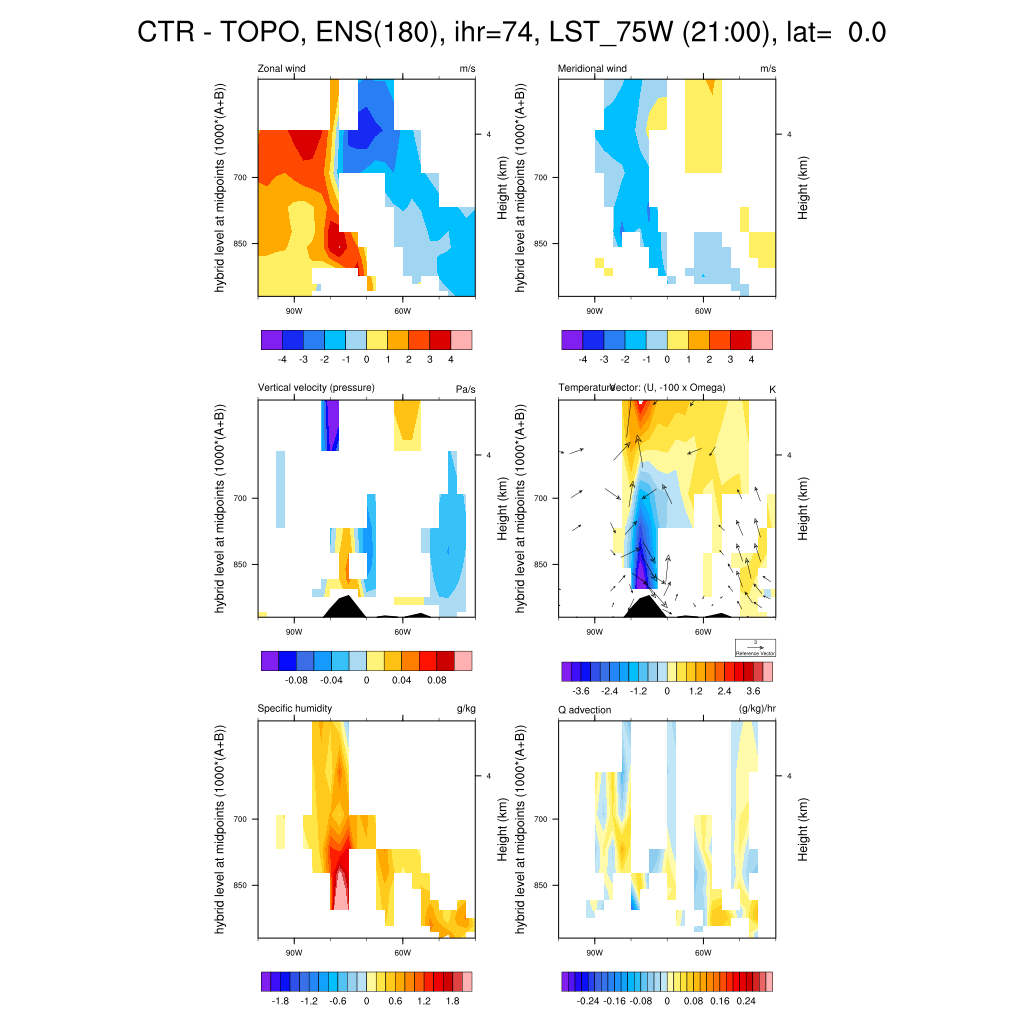 CTR - TOPO, ENS(180), ihr=74, LST_75W (21:00), lat= 0.0
Zonal wind m/s
hybrid level at midpoints (1000*(A+B))
700
850
4
Height (km)
90W 60W
-4 -3 -2 -1 0 1 2 3 4
Meridional wind m/s
hybrid level at midpoints (1000*(A+B))
700
850
4
Height (km)
90W 60W
-4 -3 -2 -1 0 1 2 3 4
Vertical velocity (pressure) Pa/s
hybrid level at midpoints (1000*(A+B))
700
850
4
Height (km)
90W 60W
-0.08 -0.04 0 0.04 0.08
Temperature Vector: (U, -100 x Omega) K
hybrid level at midpoints (1000*(A+B))
700
850
4
Height (km)
90W 60W
3
Reference Vector
-3.6 -2.4 -1.2 0 1.2 2.4 3.6
Specific humidity g/kg
hybrid level at midpoints (1000*(A+B))
700
850
4
Height (km)
90W 60W
-1.8 -1.2 -0.6 0 0.6 1.2 1.8
Q advection (g/kg)/hr
hybrid level at midpoints (1000*(A+B))
700
850
4
Height (km)
90W 60W
-0.24 -0.16 -0.08 0 0.08 0.16 0.24